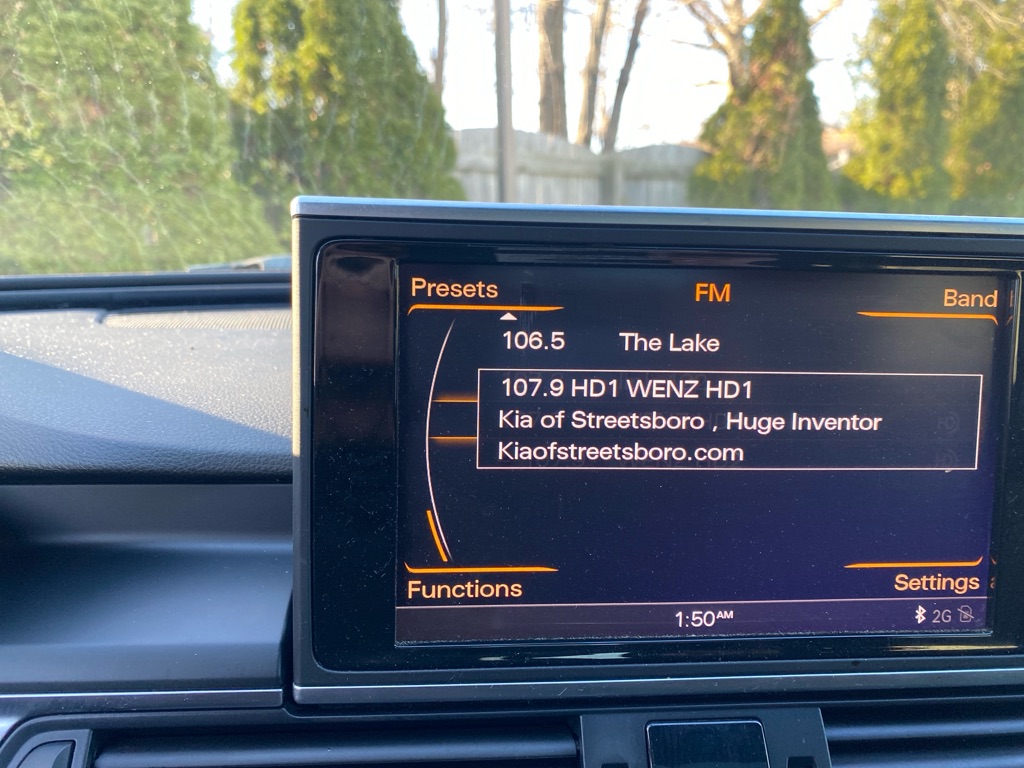 Presets FM Band
106.5 The Lake
107.9 HD1 WENZ HD1
Kia of Streetsboro , Huge Inventor
Kiaofstreetsboro.com
Functions Settings
1:50AM 2G